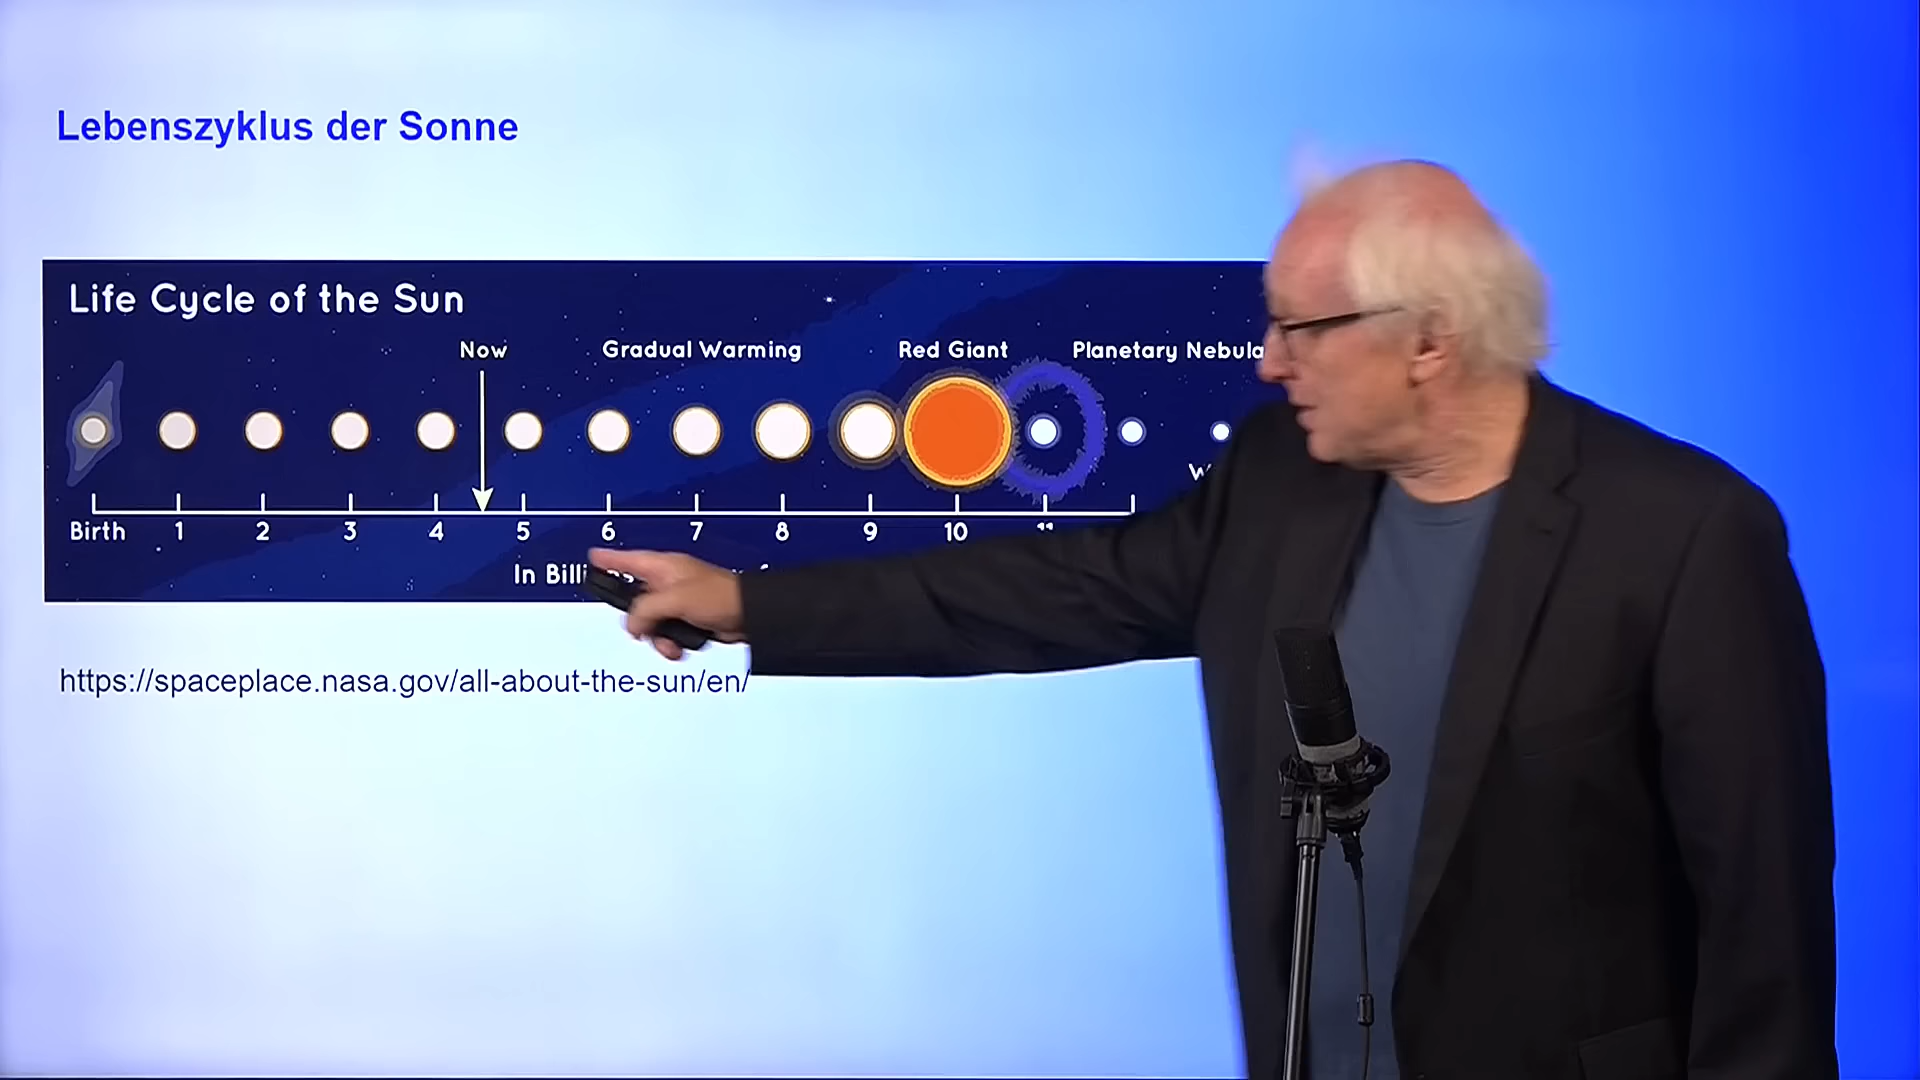 Lebenszyklus der Sonne
Life Cycle of the Sun
Now Gradual Warming Red Giant Planetary Nebula
Birth 1 2 3 4 5 6 7 8 9 10
In
https://spaceplace.nasa.gov/all-about-the-sun/en/